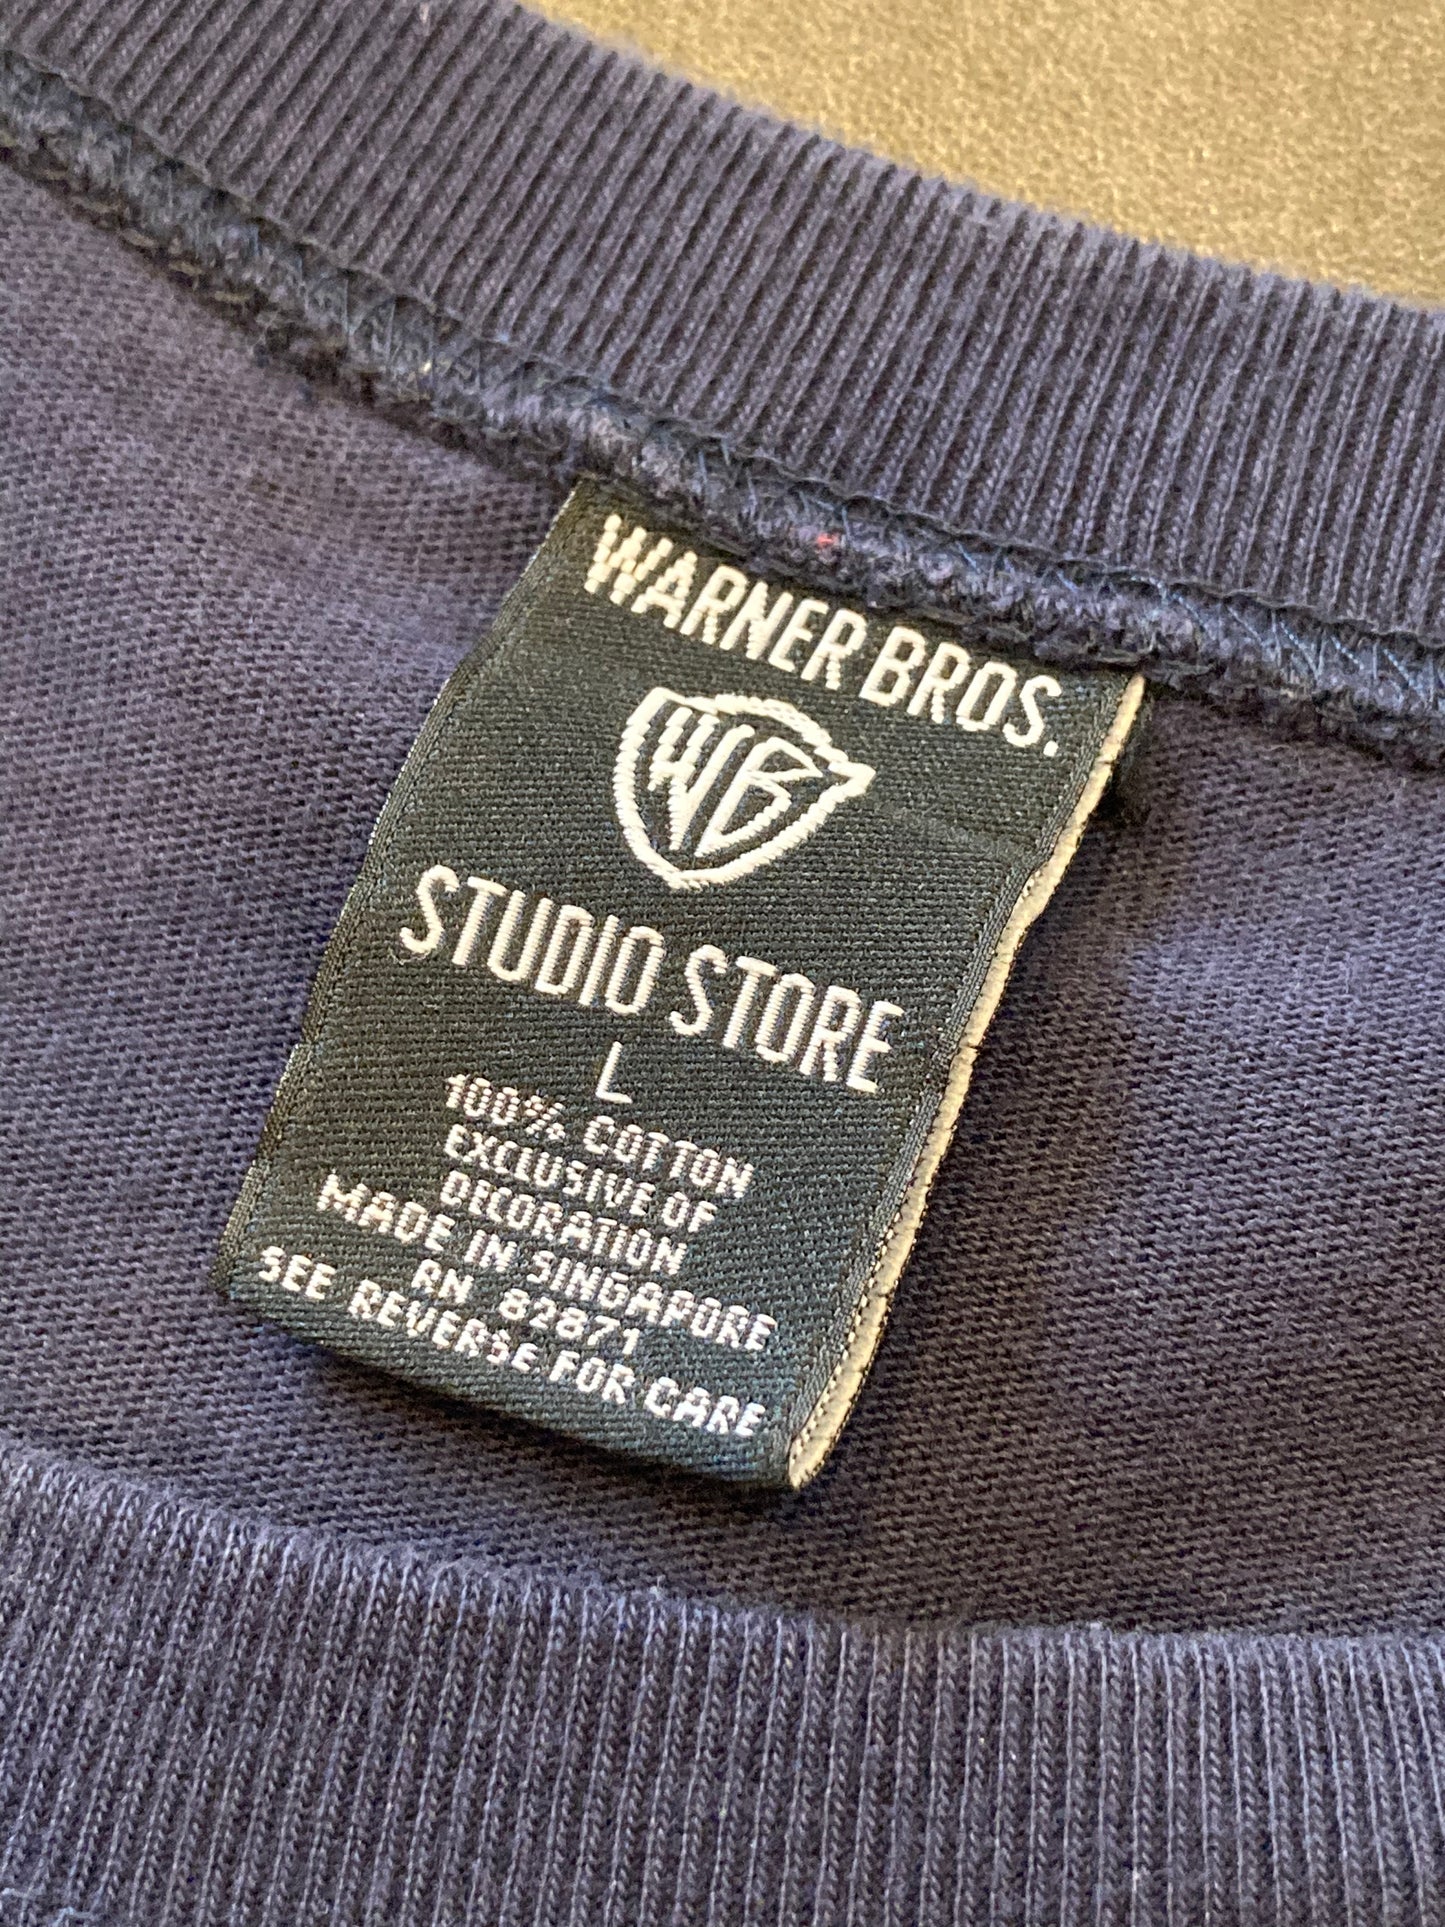 WARNER BROS.
WB
STUDIO STORE
L
100% COTTON
EXCLUSIVE OF
DECORATION
MADE IN SINGAPORE
RN 82871
SEE REVERSE FOR CARE